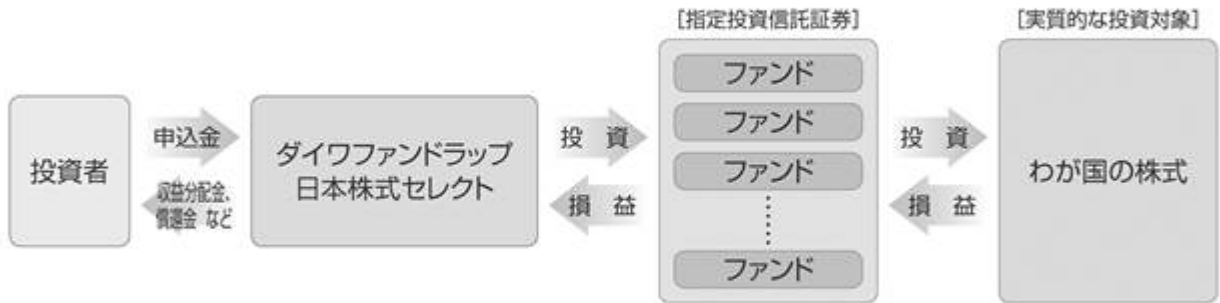 [指定投資信託証券]
[実質的な投資対象]
投資者
申込金
収益分配金、
償還金 など
ダイワファンドラップ
日本株式セレクト
投 資
損 益
ファンド
ファンド
ファンド
ファンド
投 資
損 益
わが国の株式